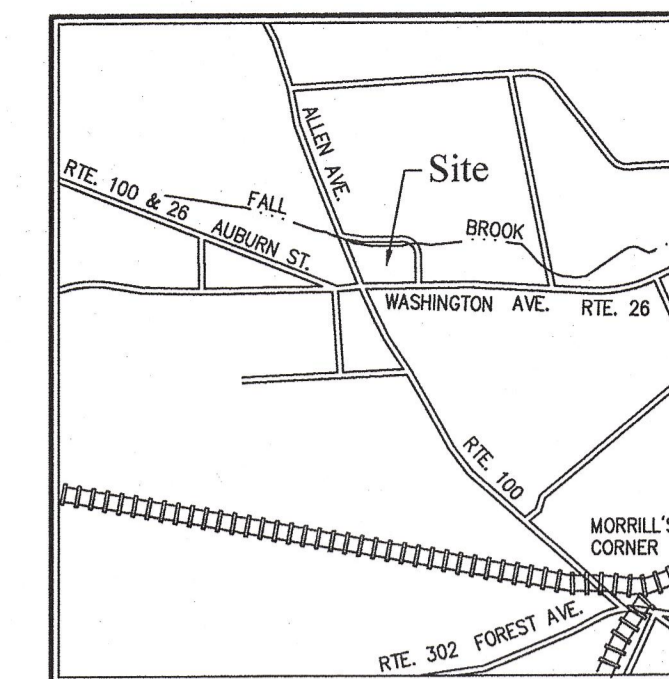 ALLEN AVE.
Site
RTE. 100 & 26
FALL
AUBURN ST.
BROOK
WASHINGTON AVE. RTE. 26
RTE. 100
MORRILL'S
CORNER
RTE. 302 FOREST AVE.